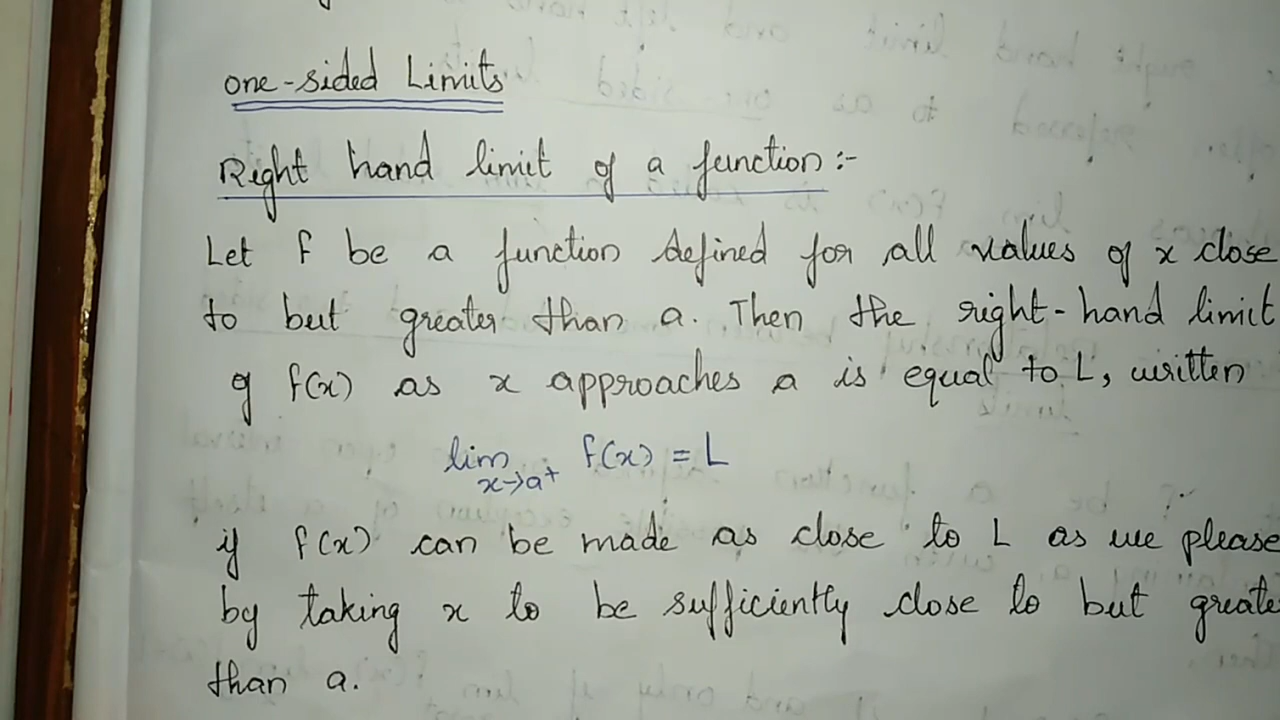 one-sided Limits
Right hand limit of a function:-
Let f be a function defined for all values of x close
to but greater than a. Then the right-hand limit
of f(x) as x approaches a is equal to L, written
lim x→a+ f(x) = L
if f(x) can be made as close to L as we please
by taking x to be sufficiently close to but greate
than a.